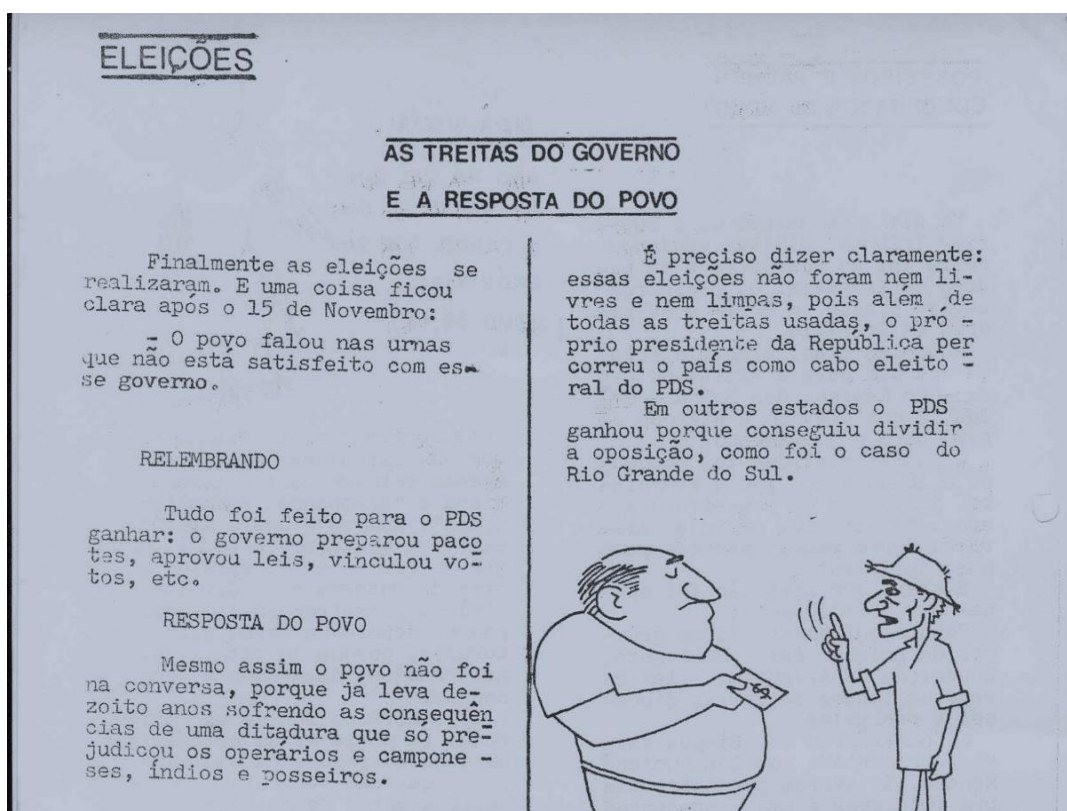 ELEIÇÕES
AS TREITAS DO GOVERNO
E A RESPOSTA DO POVO
Finalmente as eleições se
realizaram. E uma coisa ficou
clara após o 15 de Novembro:
- O povo falou nas urnas
que não está satisfeito com es-
se governo.
RELEMBRANDO
Tudo foi feito para o PDS
ganhar: o governo preparou paco
tes, aprovou leis, vinculou vo-
tos, etc.
RESPOSTA DO POVO
Mesmo assim o povo não foi
na conversa, porque já leva de-
zoito anos sofrendo as consequên
cias de uma ditadura que só pre-
judicou os operários e campone -
ses, índios e posseiros.
É preciso dizer claramente:
essas eleições não foram nem li-
vres e nem limpas, pois além de
todas as treitas usadas, o pró -
prio presidente da República per
correu o país como cabo eleito -
ral do PDS.
Em outros estados o PDS
ganhou porque conseguiu dividir
a oposição, como foi o caso do
Rio Grande do Sul.